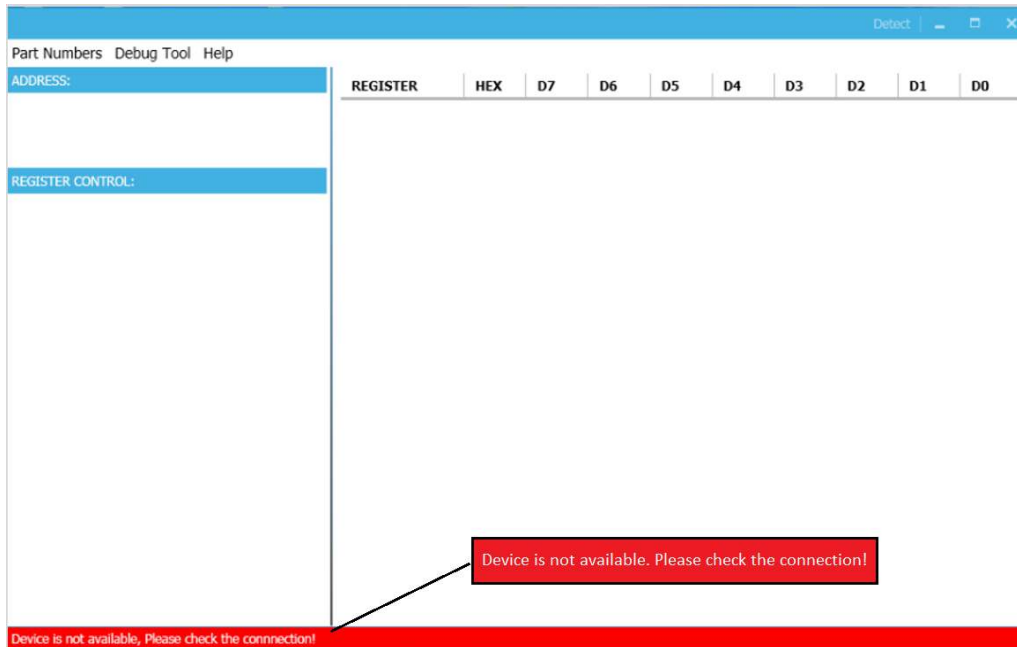 Detect
Part Numbers Debug Tool Help
ADDRESS:
REGISTER HEX D7 D6 D5 D4 D3 D2 D1 D0
REGISTER CONTROL:
Device is not available. Please check the connection!
Device is not available, Please check the connnection!